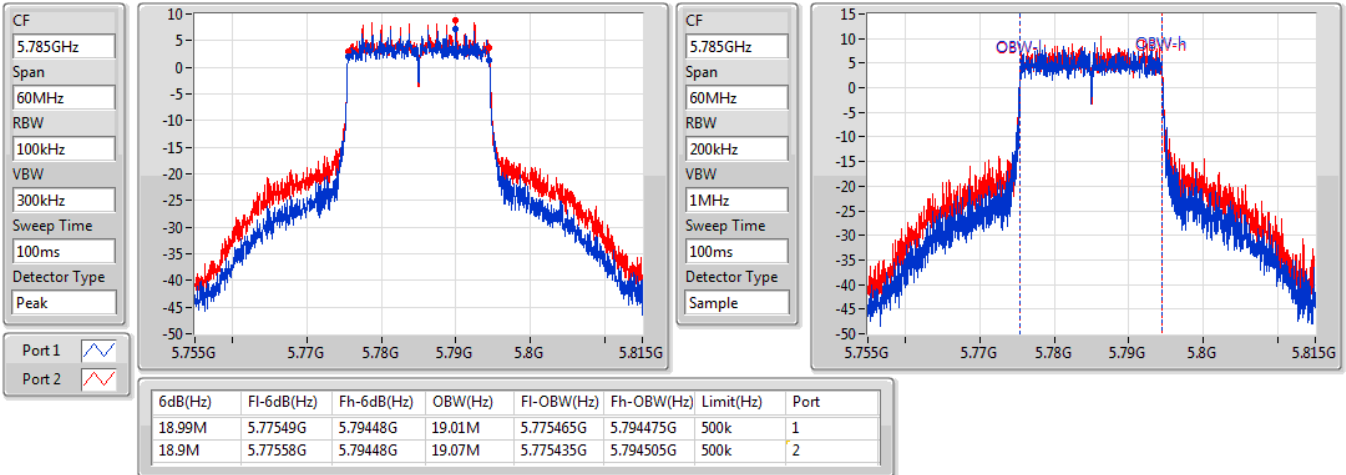 CF
5.785GHz
Span
60MHz
RBW
100kHz
VBW
300kHz
Sweep Time
100ms
Detector Type
Peak
Port 1
Port 2
10
5
0
-5
-10
-15
-20
-25
-30
-35
-40
-45
-50
5.755G 5.77G 5.78G 5.79G 5.8G 5.815G
CF
5.785GHz
Span
60MHz
RBW
200kHz
VBW
1MHz
Sweep Time
100ms
Detector Type
Sample
15
10
5
0
-5
-10
-15
-20
-25
-30
-35
-40
-45
-50
OBW-l OBW-h
5.755G 5.77G 5.78G 5.79G 5.8G 5.815G
6dB(Hz) Fl-6dB(Hz) Fh-6dB(Hz) OBW(Hz) Fl-OBW(Hz) Fh-OBW(Hz) Limit(Hz) Port
18.99M 5.77549G 5.79448G 19.01M 5.775465G 5.794475G 500k 1
18.9M 5.77558G 5.79448G 19.07M 5.775435G 5.794505G 500k 2